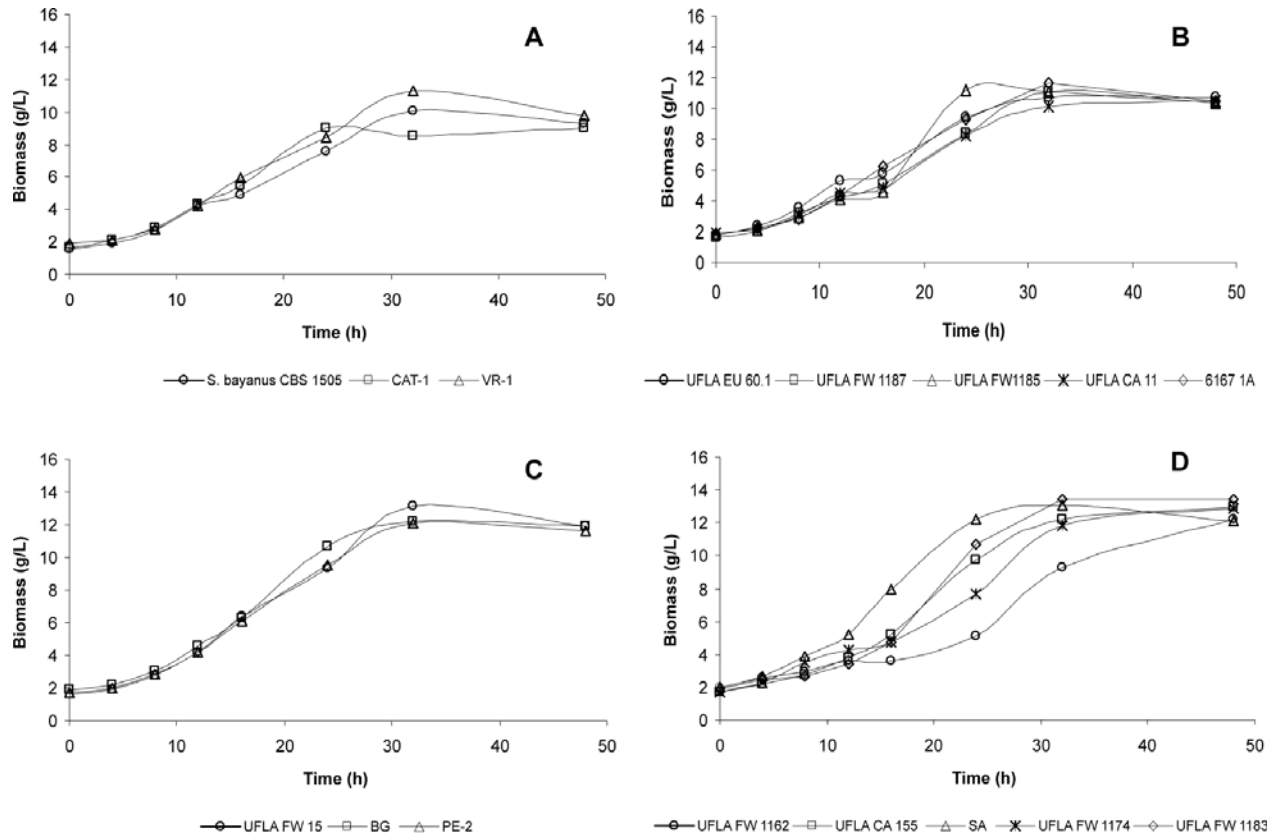 A
Biomass (g/L)
16
14
12
10
8
6
4
2
0
0 10 20 30 40 50
Time (h)
S. bayanus CBS 1505 CAT-1 VR-1
B
Biomass (g/L)
16
14
12
10
8
6
4
2
0
0 10 20 30 40 50
Time (h)
UFLA EU 60.1 UFLA FW 1187 UFLA FW1185 UFLA CA 11 6167 1A
C
Biomass (g/L)
16
14
12
10
8
6
4
2
0
0 10 20 30 40 50
Time (h)
UFLA FW 15 BG PE-2
D
Biomass (g/L)
16
14
12
10
8
6
4
2
0
0 10 20 30 40 50
Time (h)
UFLA FW 1162 UFLA CA 155 SA UFLA FW 1174 UFLA FW 1183